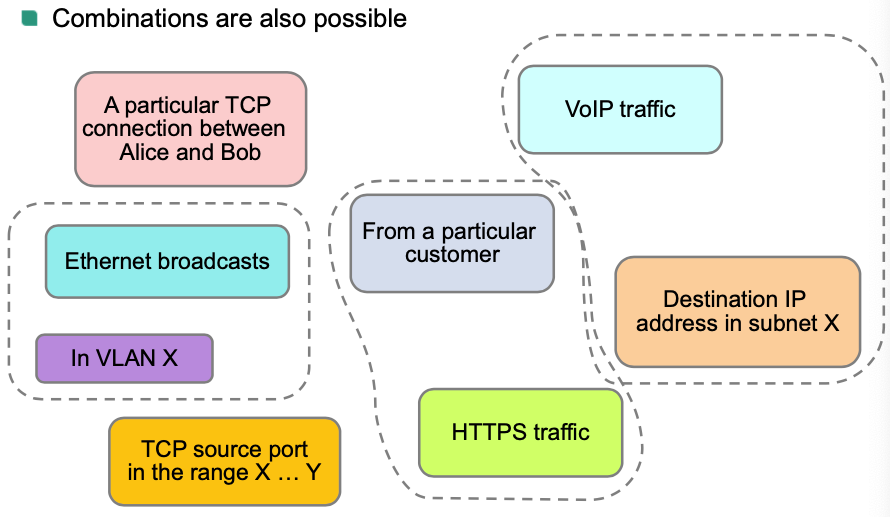 Combinations are also possible
A particular TCP
connection between
Alice and Bob
VoIP traffic
From a particular
customer
Ethernet broadcasts
Destination IP
address in subnet X
In VLAN X
HTTPS traffic
TCP source port
in the range X … Y